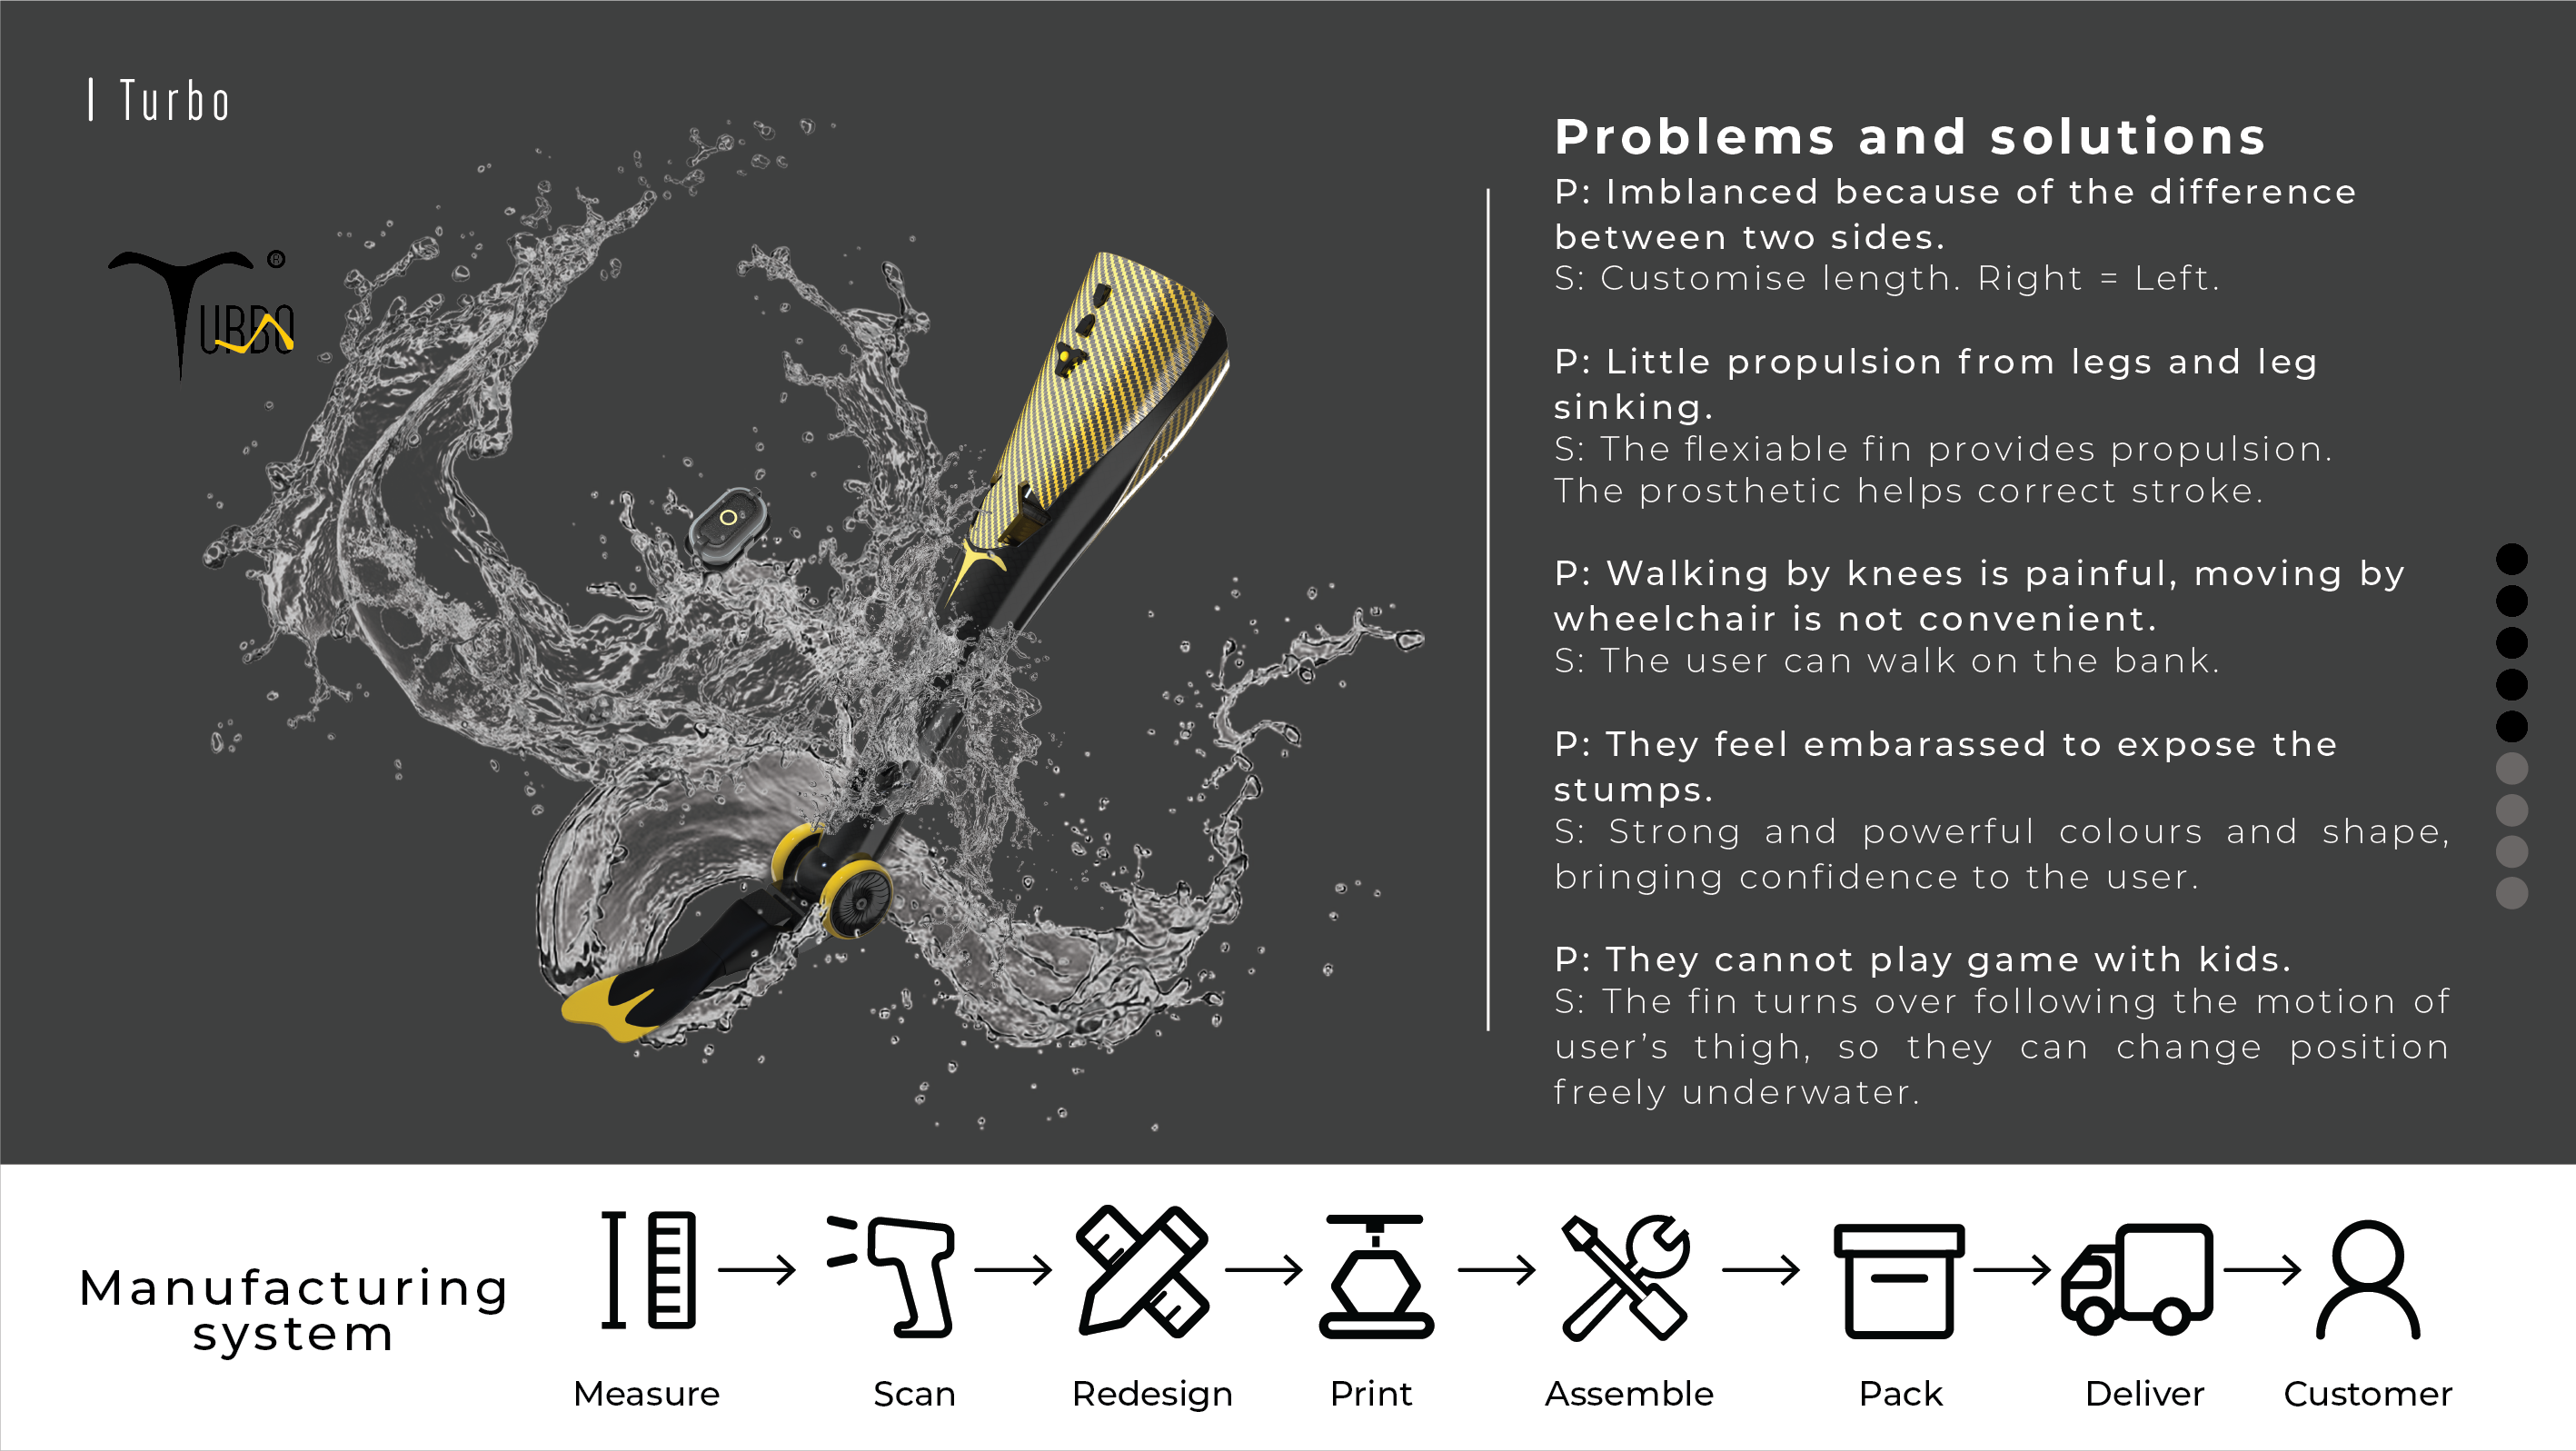 | Turbo
TURBO®
Problems and solutions
P: Imblanced because of the difference
between two sides.
S: Customise length. Right = Left.
P: Little propulsion from legs and leg
sinking.
S: The flexiable fin provides propulsion.
The prosthetic helps correct stroke.
P: Walking by knees is painful, moving by
wheelchair is not convenient.
S: The user can walk on the bank.
P: They feel embarassed to expose the
stumps.
S: Strong and powerful colours and shape,
bringing confidence to the user.
P: They cannot play game with kids.
S: The fin turns over following the motion of
user’s thigh, so they can change position
freely underwater.
Manufacturing
system
Measure
Scan
Redesign
Print
Assemble
Pack
Deliver
Customer